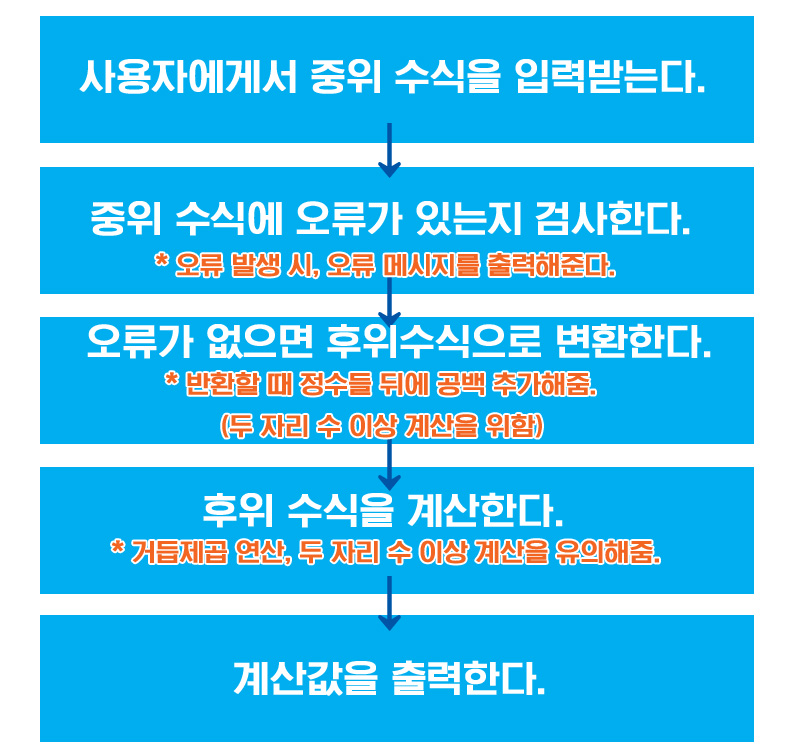 사용자에게서 중위 수식을 입력받는다.
중위 수식에 오류가 있는지 검사한다.
* 오류 발생 시, 오류 메시지를 출력해준다.
오류가 없으면 후위수식으로 변환한다.
* 반환할 때 정수들 뒤에 공백 추가해줌.
(두 자리 수 이상 계산을 위함)
후위 수식을 계산한다.
* 거듭제곱 연산, 두 자리 수 이상 계산을 유의해줌.
계산값을 출력한다.